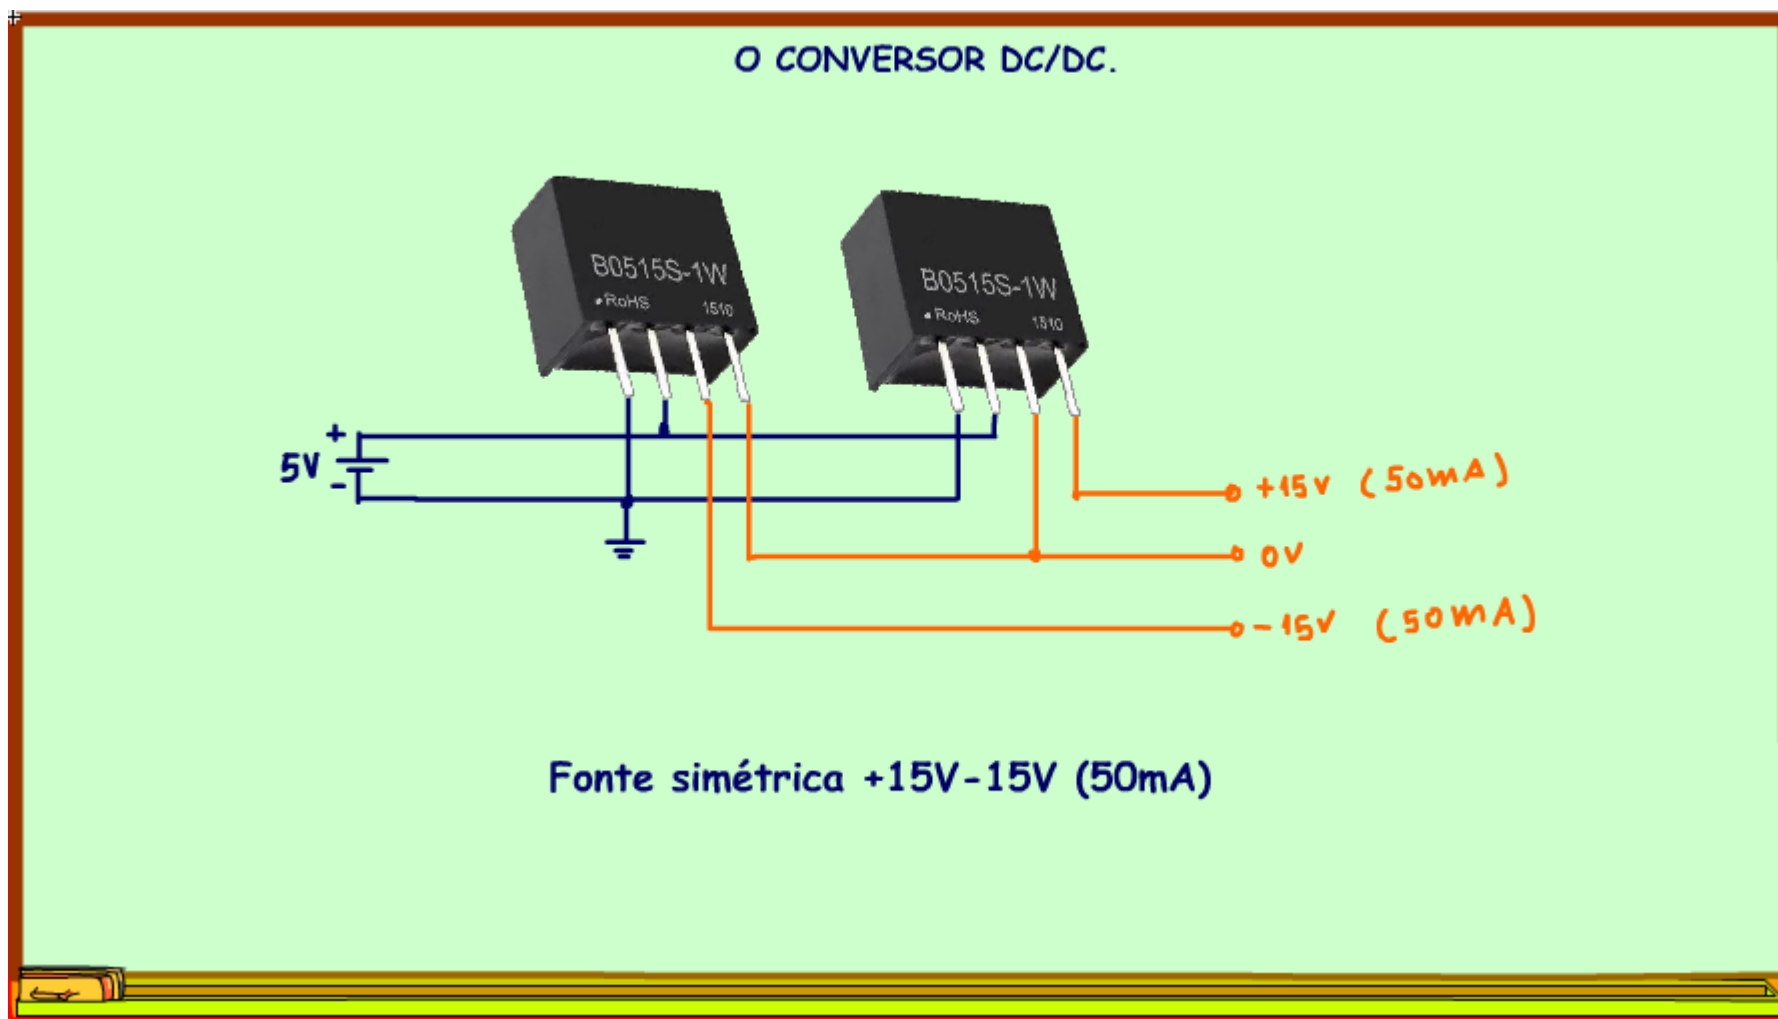 O CONVERSOR DC/DC.
B0515S-1W
RoHS 1510
B0515S-1W
RoHS 1510
+
5V
-
+15V (50mA)
0V
-15V (50mA)
Fonte simétrica +15V-15V (50mA)